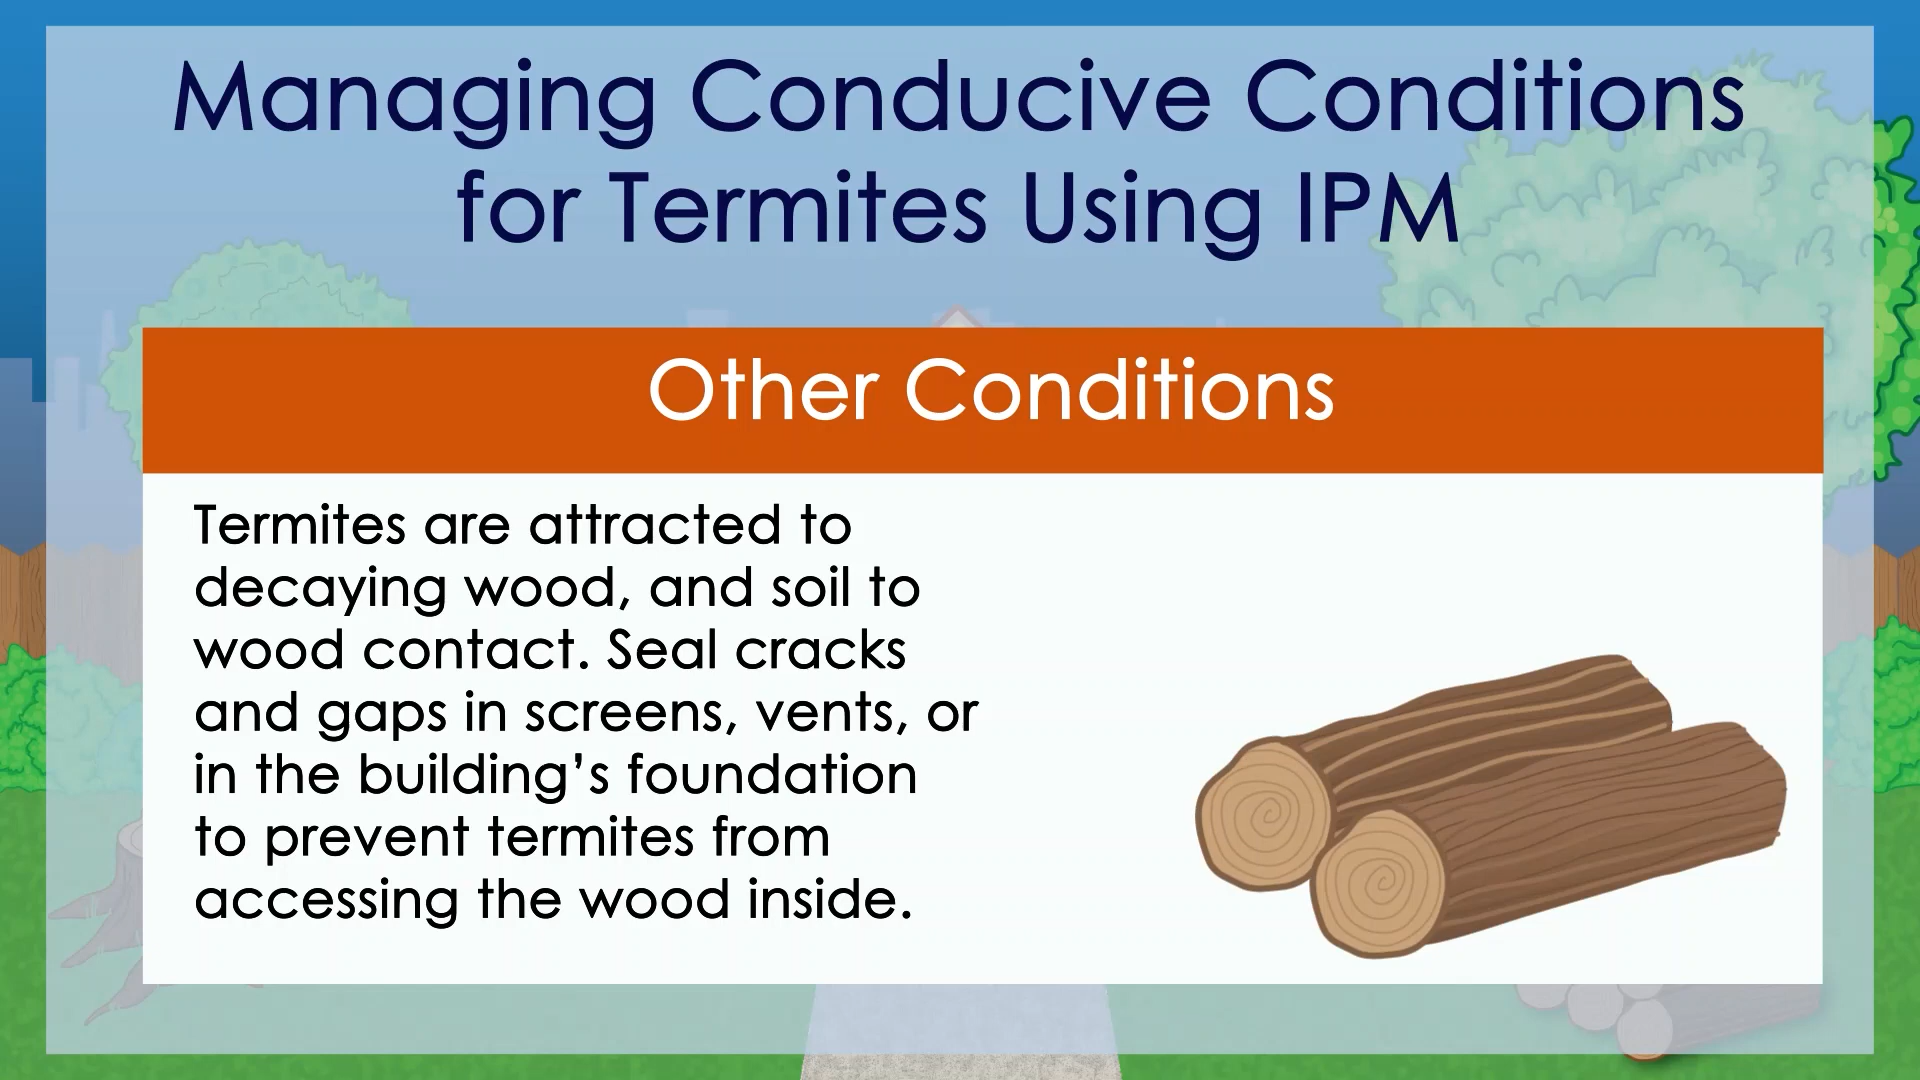 Managing Conducive Conditions
for Termites Using IPM
Other Conditions
Termites are attracted to
decaying wood, and soil to
wood contact. Seal cracks
and gaps in screens, vents, or
in the building’s foundation
to prevent termites from
accessing the wood inside.